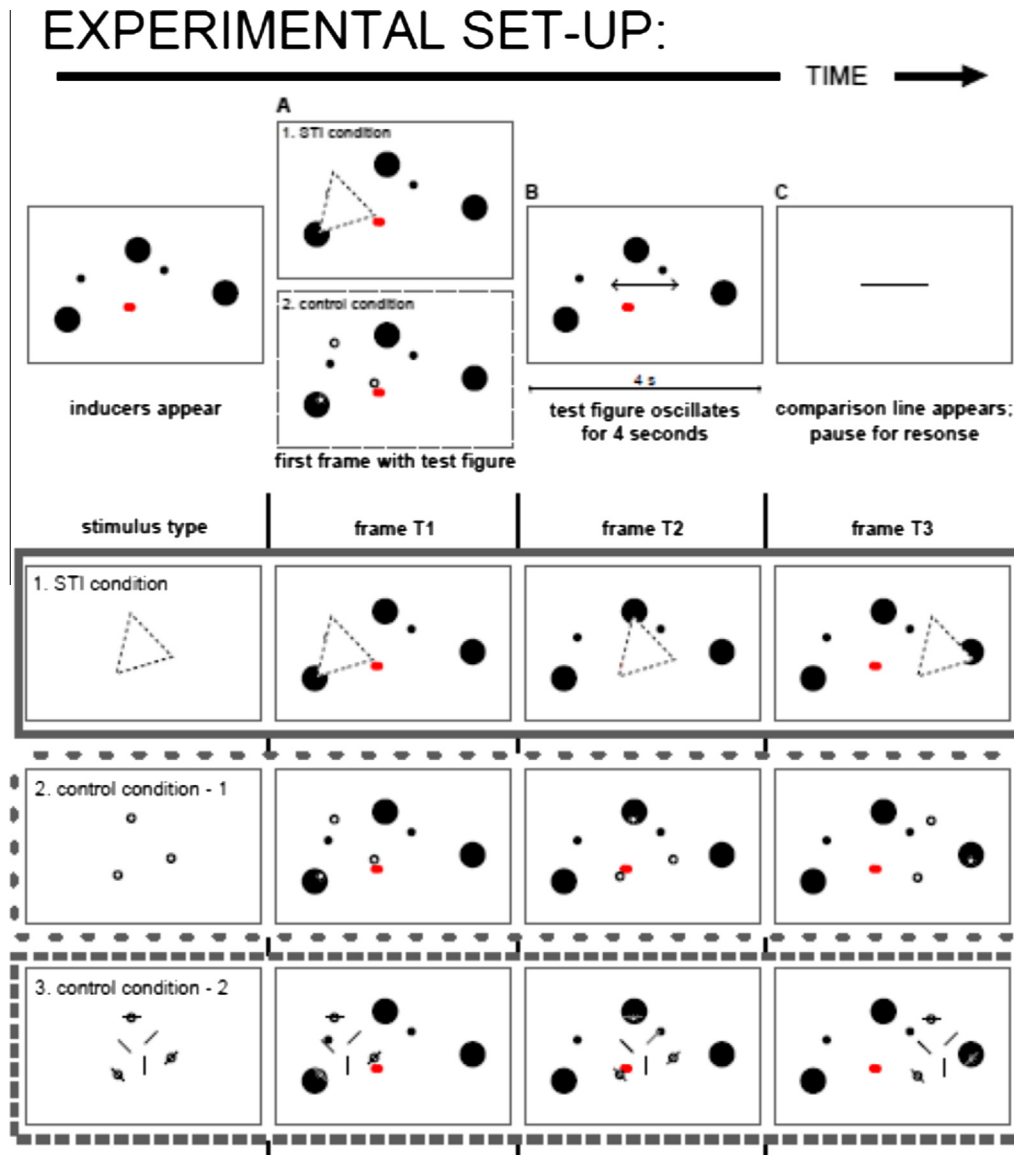 EXPERIMENTAL SET-UP:
TIME
A
1. STI condition
B
C
2. control condition
4 s
inducers appear
test figure oscillates
for 4 seconds
comparison line appears;
pause for resonse
first frame with test figure
stimulus type
frame T1
frame T2
frame T3
1. STI condition
2. control condition - 1
3. control condition - 2